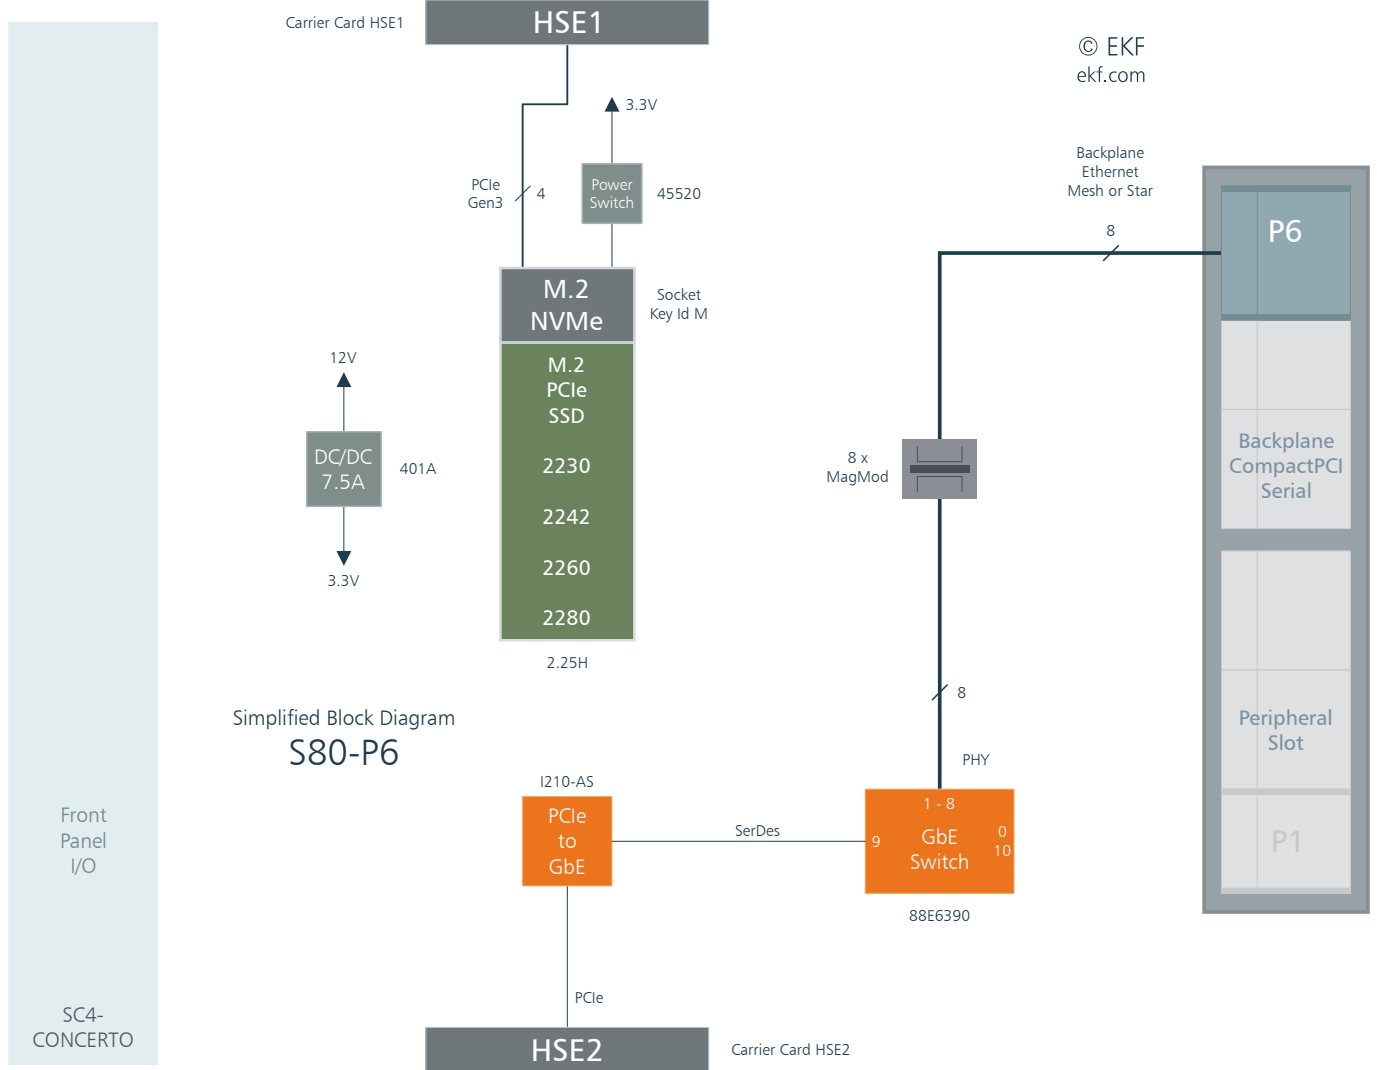 Carrier Card HSE1
HSE1
© EKF
ekf.com
3.3V
PCIe
Gen3
4
Power
Switch
45520
Backplane
Ethernet
Mesh or Star
8
P6
M.2
NVMe
Socket
Key Id M
M.2
PCIe
SSD
2230
2242
2260
2280
2.25H
12V
DC/DC
7.5A
401A
3.3V
8 x
MagMod
Backplane
CompactPCI
Serial
8
PHY
Simplified Block Diagram
S80-P6
I210-AS
PCIe
to
GbE
SerDes
1 - 8
9
GbE
Switch
0
10
88E6390
Peripheral
Slot
P1
Front
Panel
I/O
SC4-
CONCERTO
PCIe
HSE2
Carrier Card HSE2